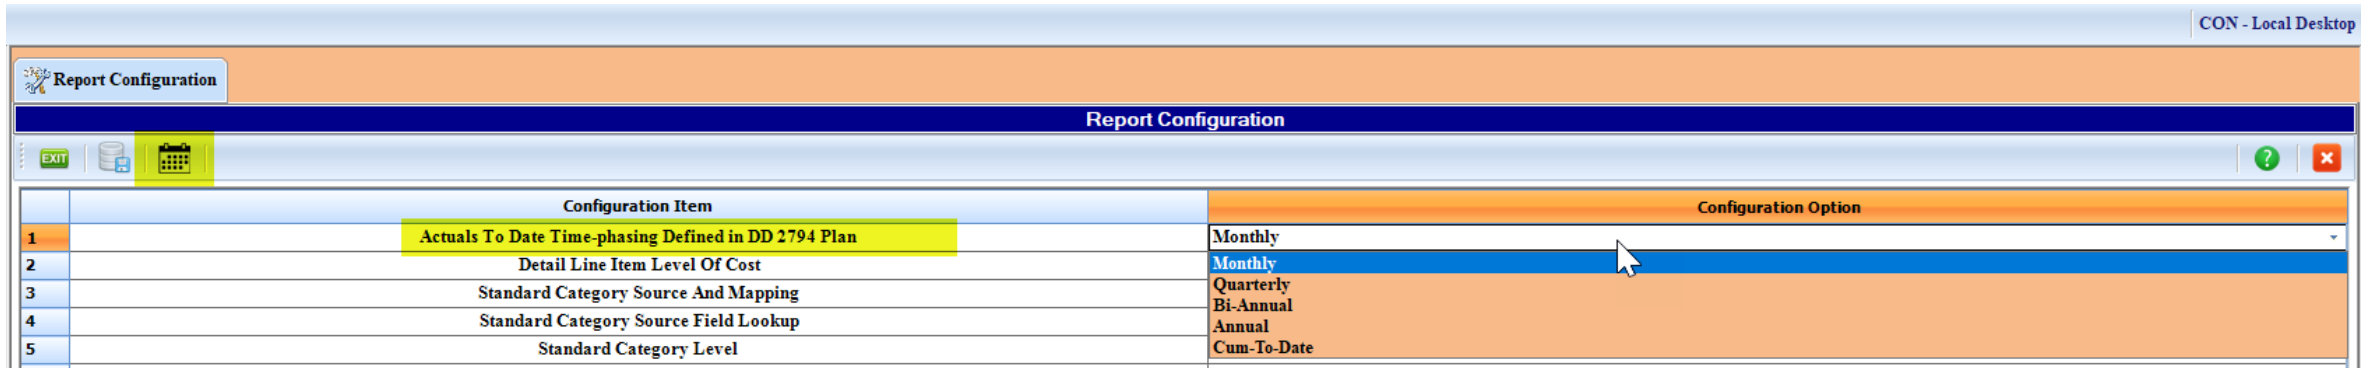 CON - Local Desktop
Report Configuration
Report Configuration
EXIT
?
Configuration Item
Configuration Option
1 Actuals To Date Time-phasing Defined in DD 2794 Plan Monthly
2 Detail Line Item Level Of Cost Monthly
3 Standard Category Source And Mapping Quarterly
Bi-Annual
4 Standard Category Source Field Lookup Annual
5 Standard Category Level Cum-To-Date